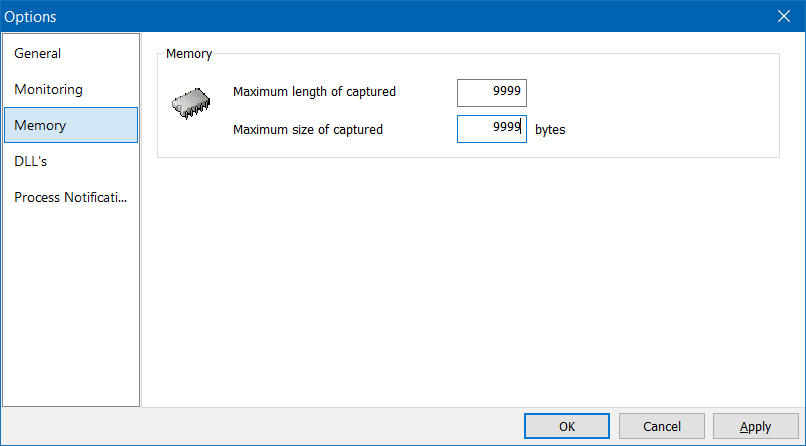 Options
General
Monitoring
Memory
DLL's
Process Notificati...
Memory
Maximum length of captured 9999
Maximum size of captured 9999 bytes
OK Cancel Apply